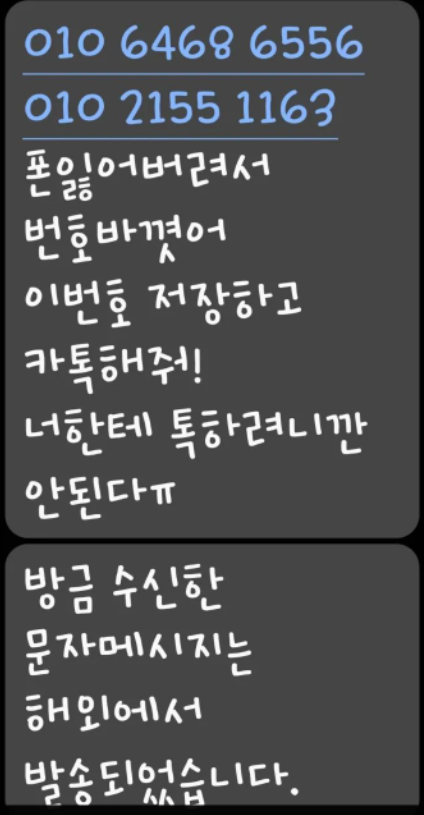 010 6468 6556
010 2155 1163
폰잃어버려서
번호바꼈어
이번호 저장하고
카톡해줘!
너한테 톡하려니깐
안된다ㅠ
방금 수신한
문자메시지는
해외에서
발송되었습니다.